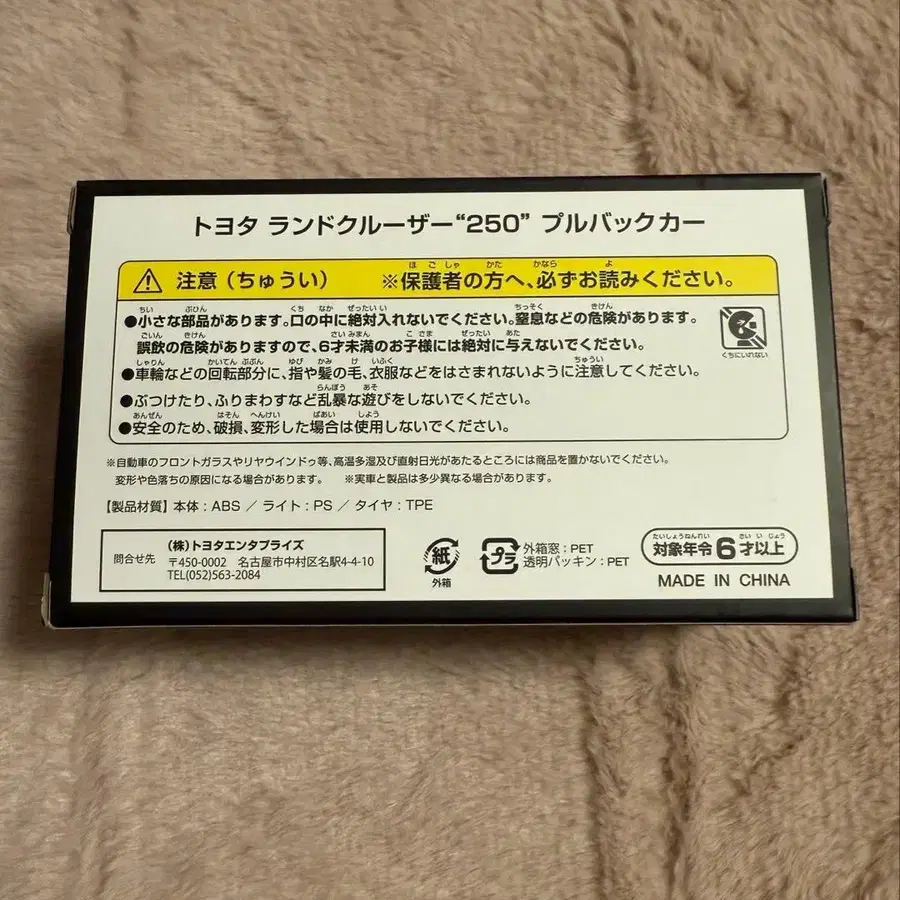 トヨタ ランドクルーザー“250” プルバックカー
注意（ちゅうい） ※保護者の方へ、必ずお読みください。
●小さな部品があります。口の中に絶対入れないでください。窒息などの危険があります。
誤飲の危険がありますので、6才未満のお子様には絶対に与えないでください。
くちにいれない
●車輪などの回転部分に、指や髪の毛、衣服などをはさまれないように注意してください。
●ぶつけたり、ふりまわすなど乱暴な遊びをしないでください。
●安全のため、破損、変形した場合は使用しないでください。
※自動車のフロントガラスやリヤウインドゥ等、高温多湿及び直射日光があたるところには商品を置かないでください。
変形や色落ちの原因になる場合があります。 ※実車と製品は多少異なる場合があります。
【製品材質】本体：ABS ／ ライト：PS ／ タイヤ：TPE
問合せ先
（株）トヨタエンタプライズ
〒450-0002 名古屋市中村区名駅4-4-10
TEL(052)563-2084
紙
外箱
プラ
外箱窓：PET
透明パッキン：PET
対象年令6才以上
MADE IN CHINA